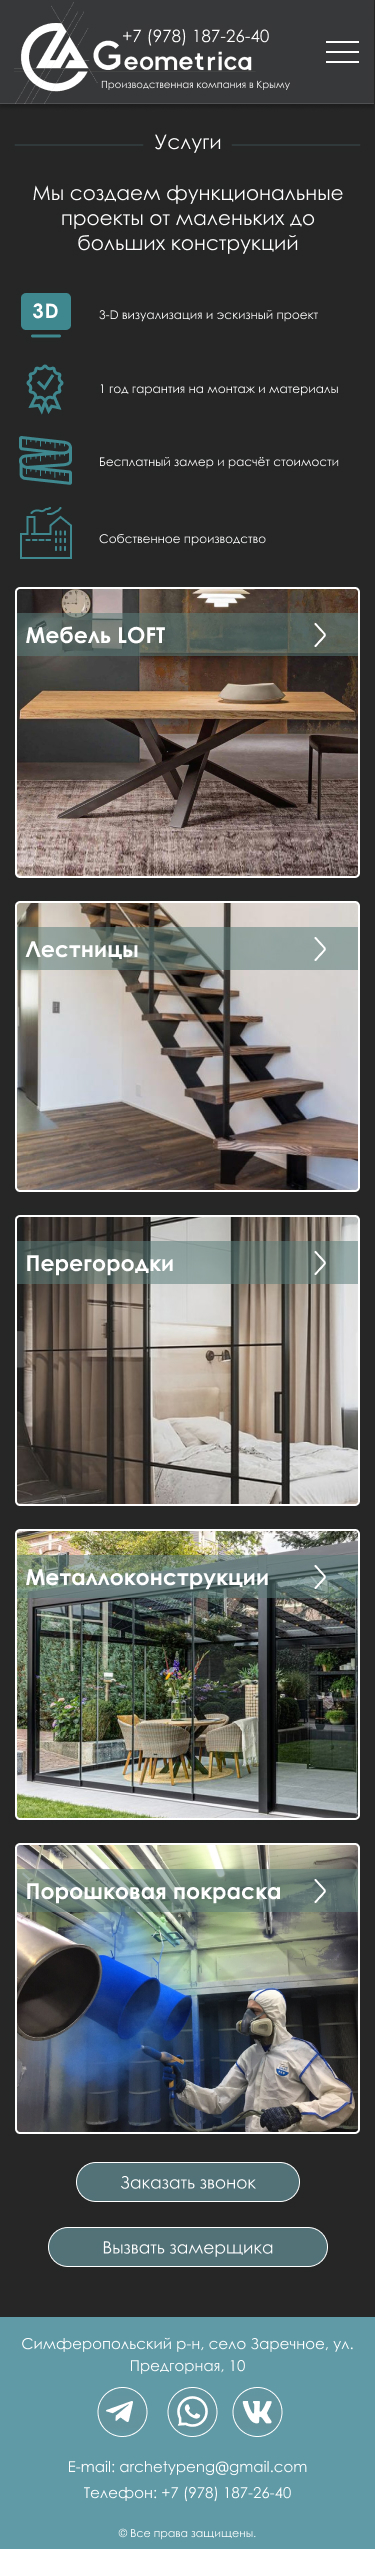 +7 (978) 187-26-40
Geometrica
Производственная компания в Крыму
Услуги
Мы создаем функциональные
проекты от маленьких до
больших конструкций
3D
3-D визуализация и эскизный проект
1 год гарантия на монтаж и материалы
Бесплатный замер и расчёт стоимости
Собственное производство
Мебель LOFT
Лестницы
Перегородки
Металлоконструкции
Порошковая покраска
Заказать звонок
Вызвать замерщика
Симферопольский р-н, село Заречное, ул.
Предгорная, 10
E-mail: archetypeng@gmail.com
Телефон: +7 (978) 187-26-40
© Все права защищены.